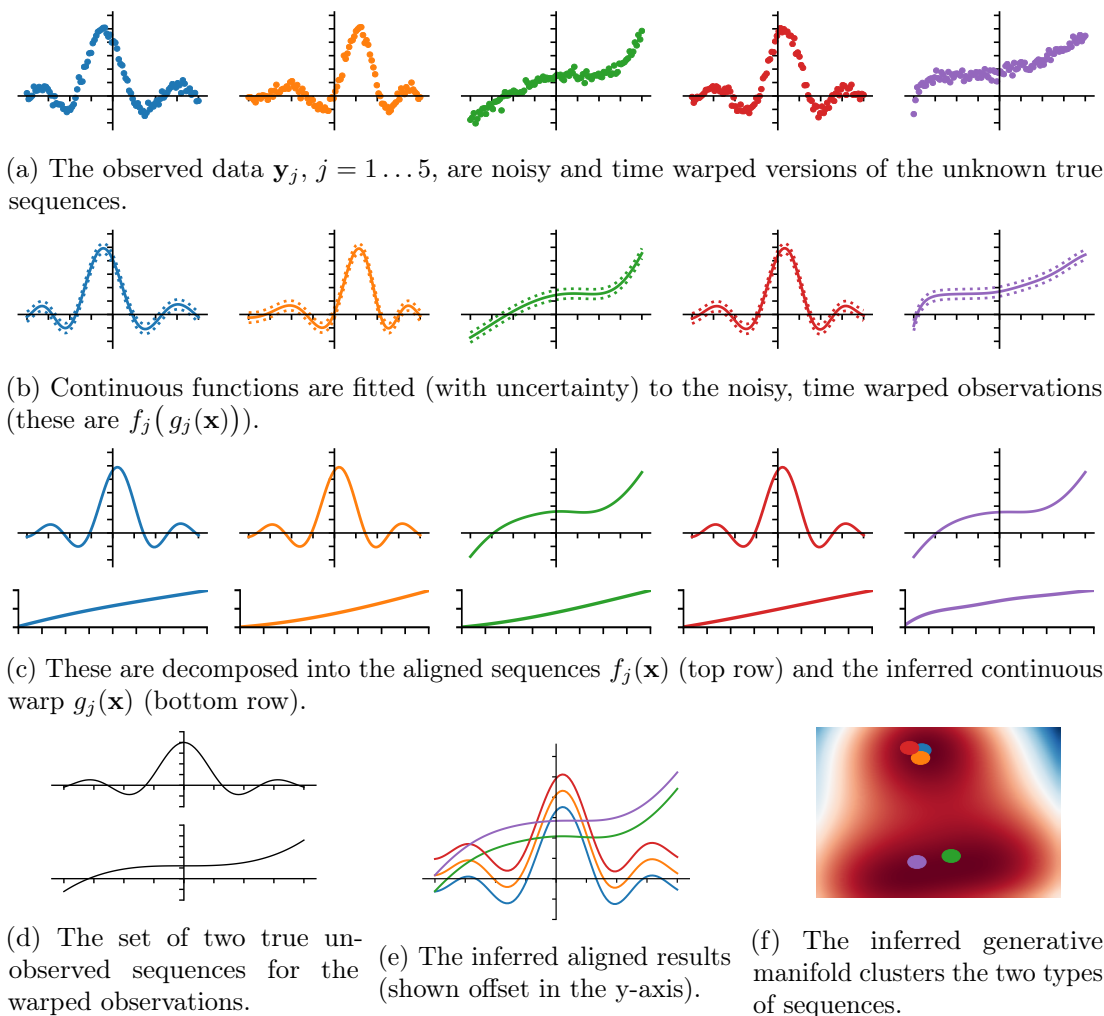 (a) The observed data y_j, j = 1 … 5, are noisy and time warped versions of the unknown true
sequences.
(b) Continuous functions are fitted (with uncertainty) to the noisy, time warped observations
(these are f_j( g_j(x))).
(c) These are decomposed into the aligned sequences f_j(x) (top row) and the inferred continuous
warp g_j(x) (bottom row).
(d) The set of two true un-
observed sequences for the
warped observations.
(e) The inferred aligned results
(shown offset in the y-axis).
(f) The inferred generative
manifold clusters the two types
of sequences.